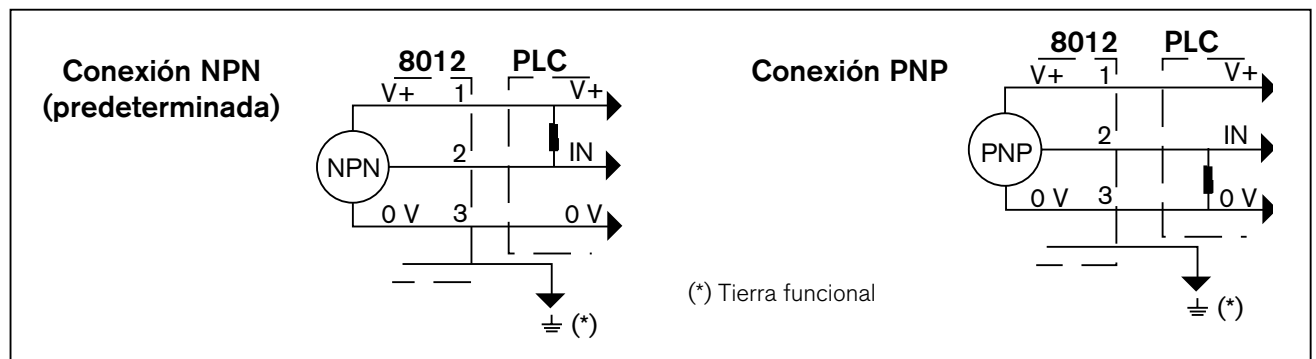 Conexión NPN
(predeterminada)
8012 PLC
V+ 1 V+
NPN 2 IN
0 V 3 0 V
(*)
(*) Tierra funcional
Conexión PNP
8012 PLC
V+ 1 V+
PNP 2 IN
0 V 3 0 V
(*)